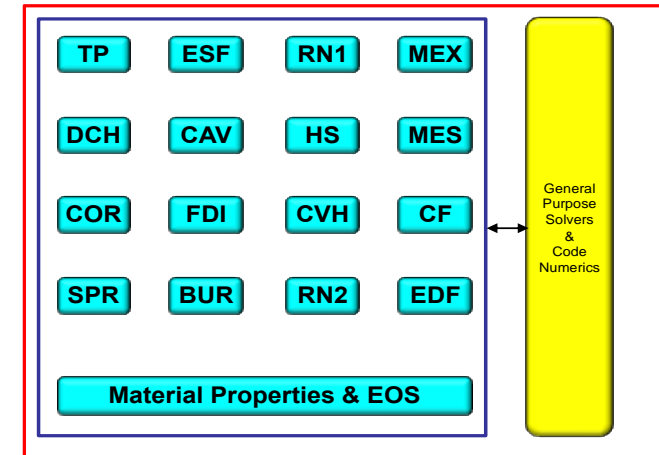 TP ESF RN1 MEX
DCH CAV HS MES
COR FDI CVH CF
SPR BUR RN2 EDF
Material Properties & EOS
General
Purpose
Solvers
&
Code
Numerics